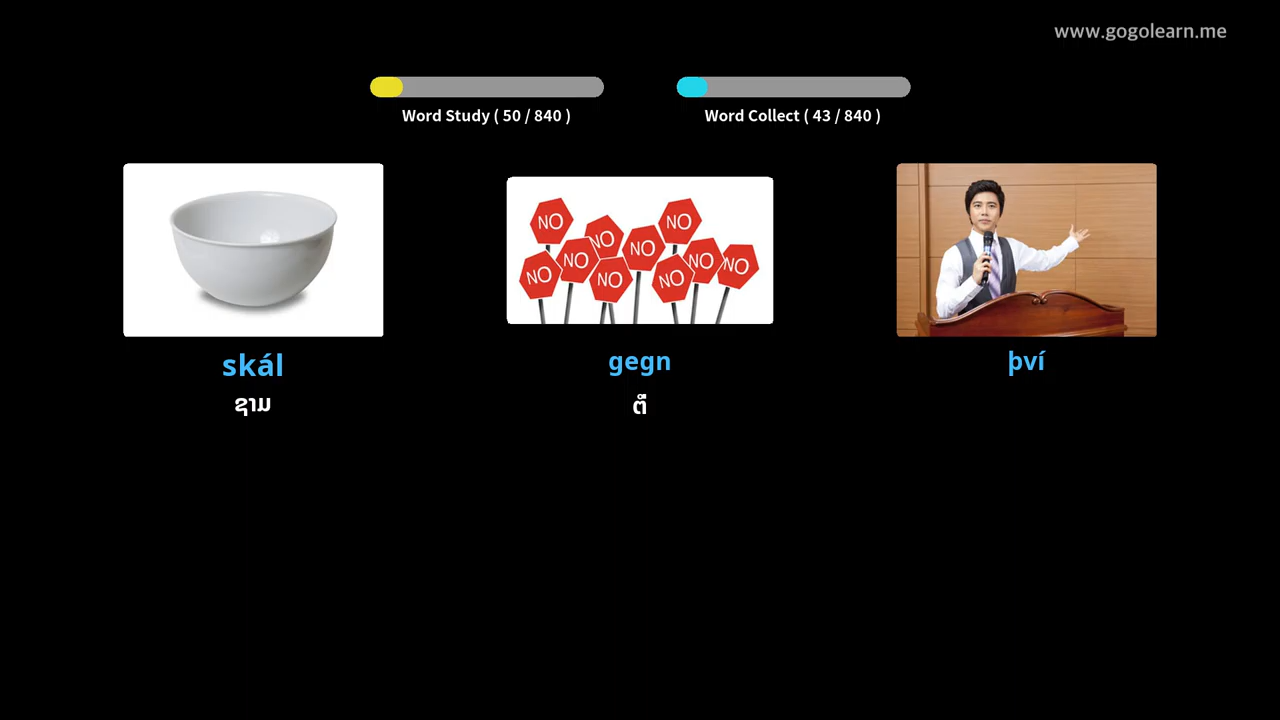 www.gogolearn.me
Word Study ( 50 / 840 )
Word Collect ( 43 / 840 )
NO NO NO NO NO NO NO NO NO NO
skál
gegn
því
ຊາມ
ຕໍ່